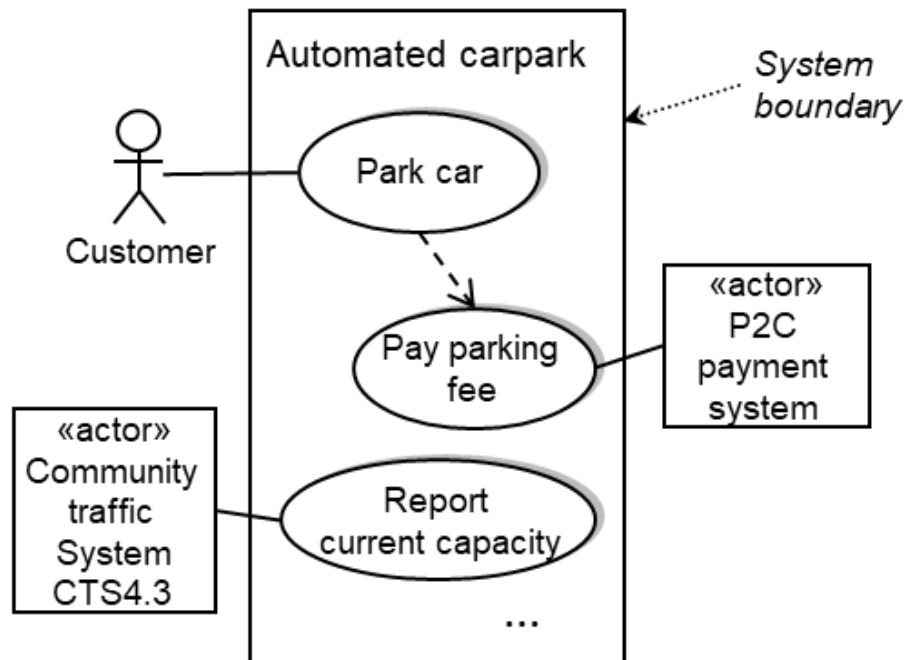 Automated carpark
System
boundary
Park car
Customer
Pay parking
fee
«actor»
P2C
payment
system
«actor»
Community
traffic
System
CTS4.3
Report
current capacity
...